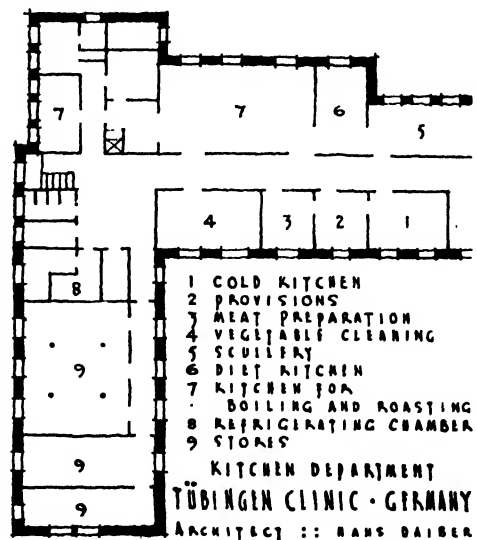 7
7
6
5
4
3
2
1
8
9
9
9
1 COLD KITCHEN
2 PROVISIONS
3 MEAT PREPARATION
4 VEGETABLE CLEANING
5 SCULLERY
6 DIET KITCHEN
7 KITCHEN FOR
· BOILING AND ROASTING
8 REFRIGERATING CHAMBER
9 STORES
KITCHEN DEPARTMENT
TÜBINGEN CLINIC · GERMANY
ARCHITECT :: HANS DAIBER